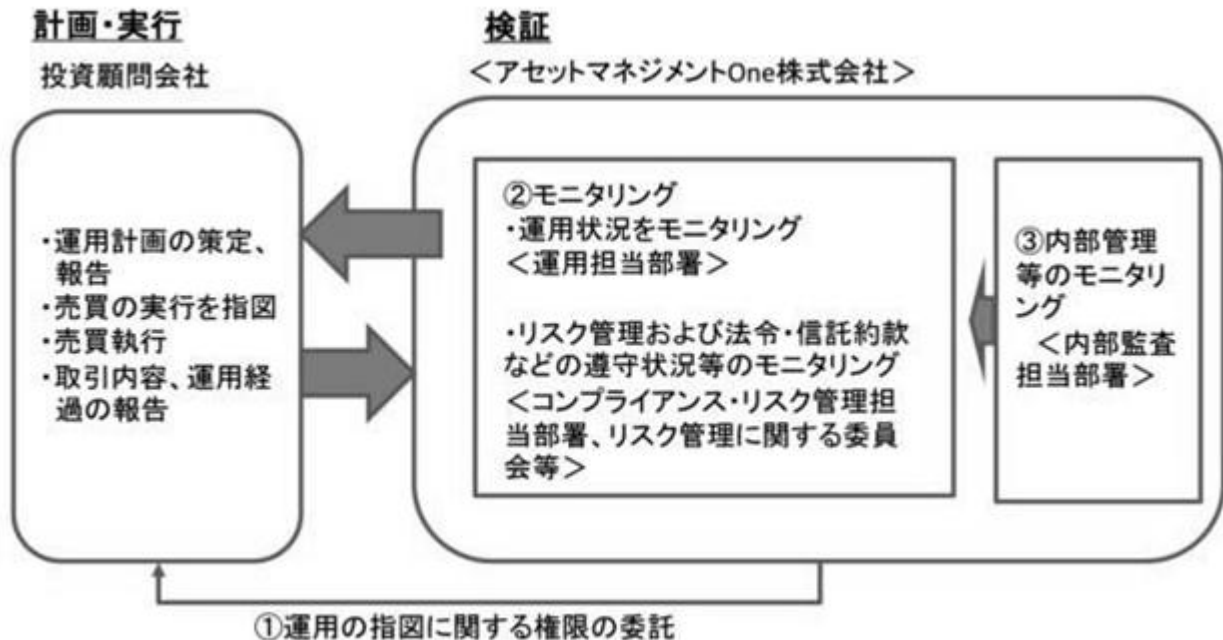 計画・実行
投資顧問会社
・運用計画の策定、
報告
・売買の実行を指図
・売買執行
・取引内容、運用経
過の報告
検証
＜アセットマネジメントOne株式会社＞
②モニタリング
・運用状況をモニタリング
＜運用担当部署＞
・リスク管理および法令・信託約款
などの遵守状況等のモニタリング
＜コンプライアンス・リスク管理担
当部署、リスク管理に関する委員
会等＞
③内部管理
等のモニタリ
ング
＜内部監査
担当部署＞
①運用の指図に関する権限の委託